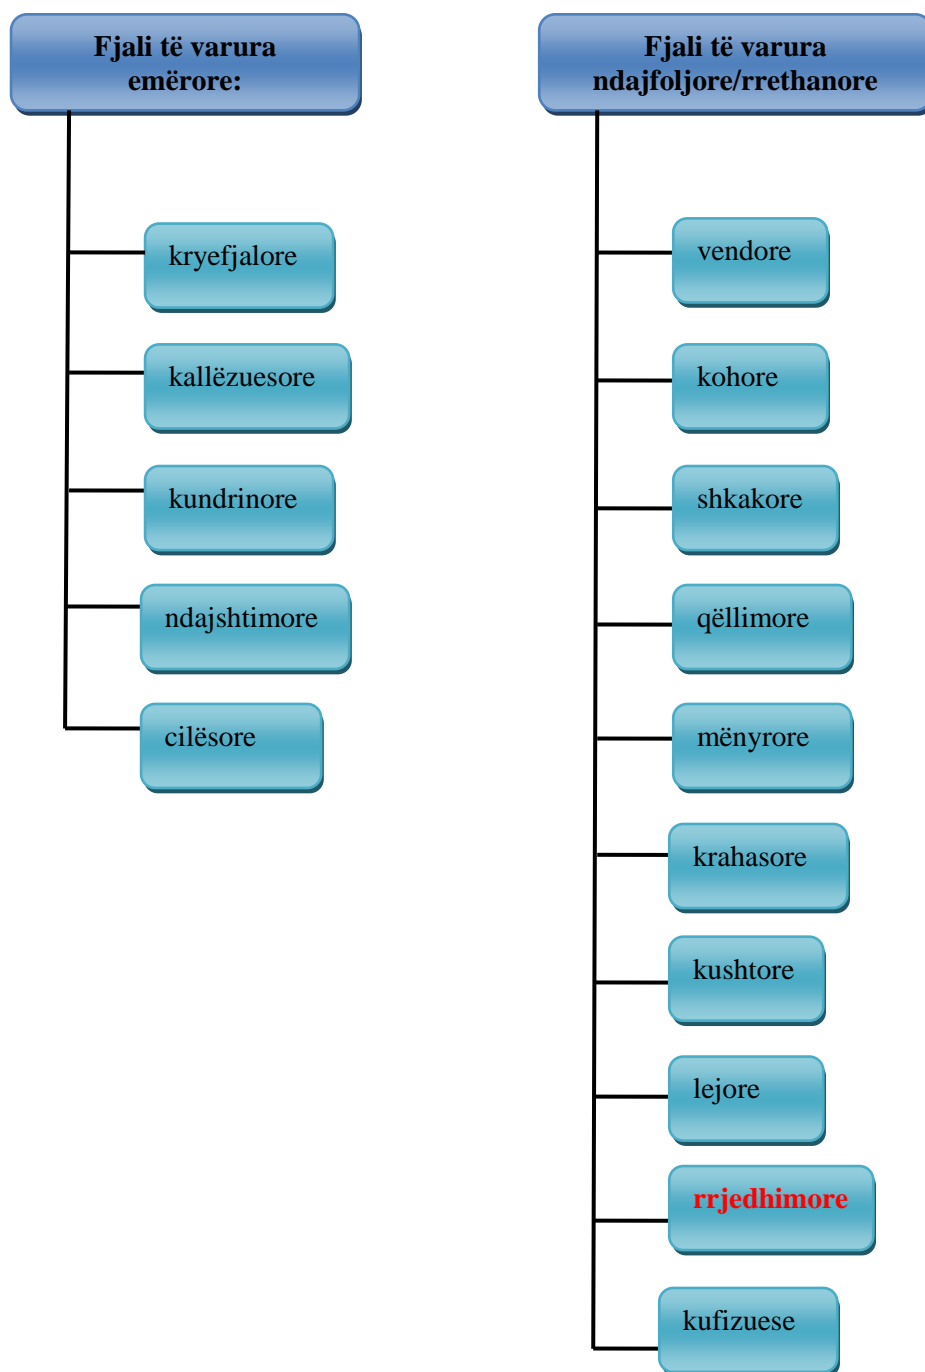 Fjali të varura
emërore:
kryefjalore
kallëzuesore
kundrinore
ndajshtimore
cilësore
Fjali të varura
ndajfoljore/rrethanore
vendore
kohore
shkakore
qëllimore
mënyrore
krahasore
kushtore
lejore
rrjedhimore
kufizuese